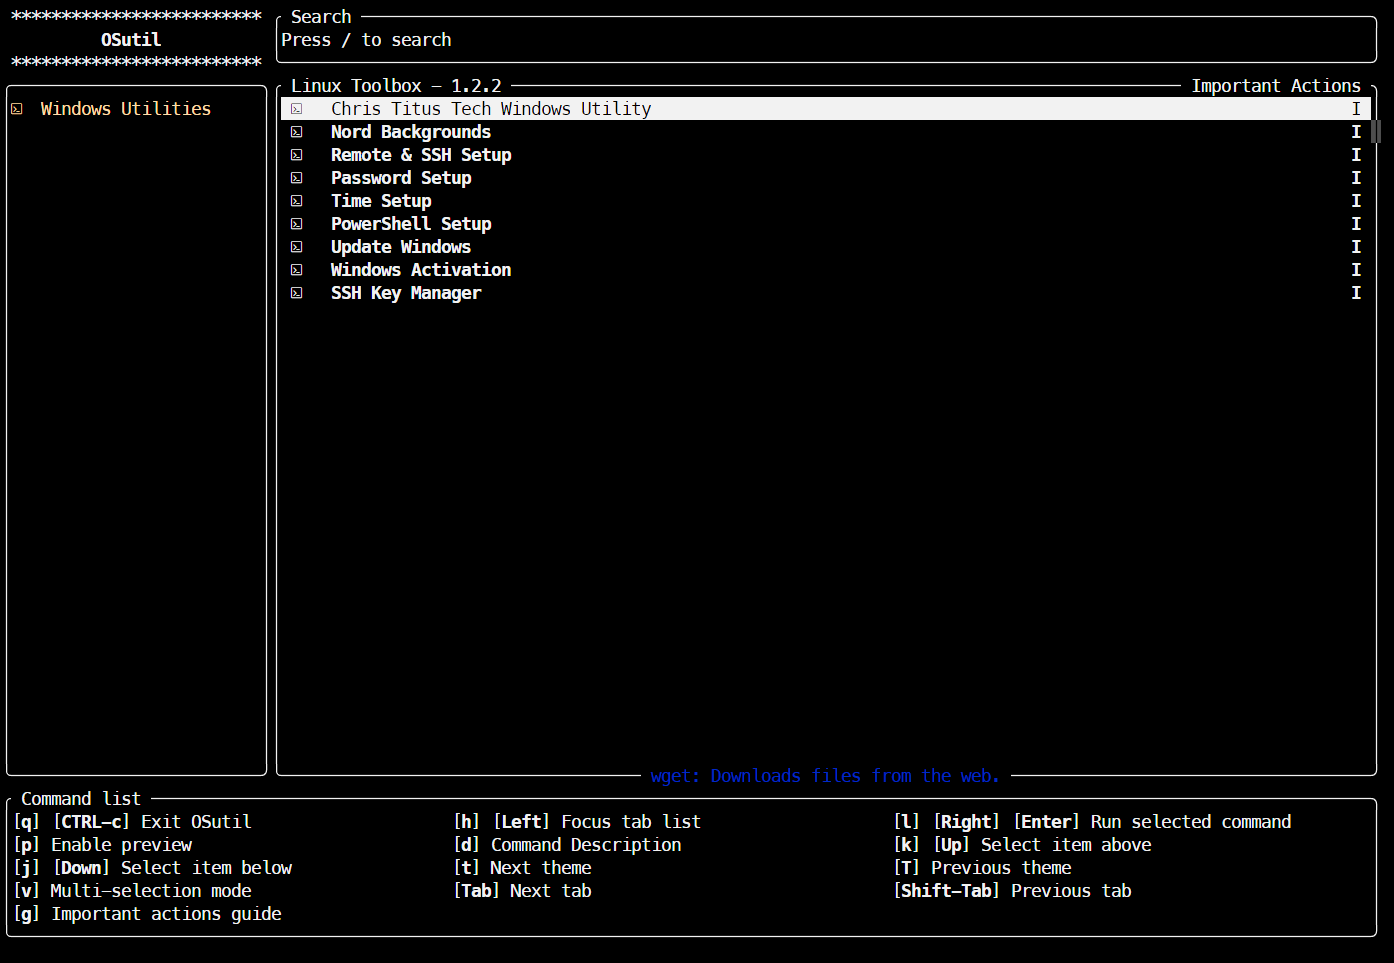 *************************
OSutil
*************************
Search
Press / to search
Windows Utilities
Linux Toolbox – 1.2.2 Important Actions
Chris Titus Tech Windows Utility I
Nord Backgrounds I
Remote & SSH Setup I
Password Setup I
Time Setup I
PowerShell Setup I
Update Windows I
Windows Activation I
SSH Key Manager I
wget: Downloads files from the web.
Command list
[q] [CTRL–c] Exit OSutil [h] [Left] Focus tab list [l] [Right] [Enter] Run selected command
[p] Enable preview [d] Command Description [k] [Up] Select item above
[j] [Down] Select item below [t] Next theme [T] Previous theme
[v] Multi–selection mode [Tab] Next tab [Shift–Tab] Previous tab
[g] Important actions guide